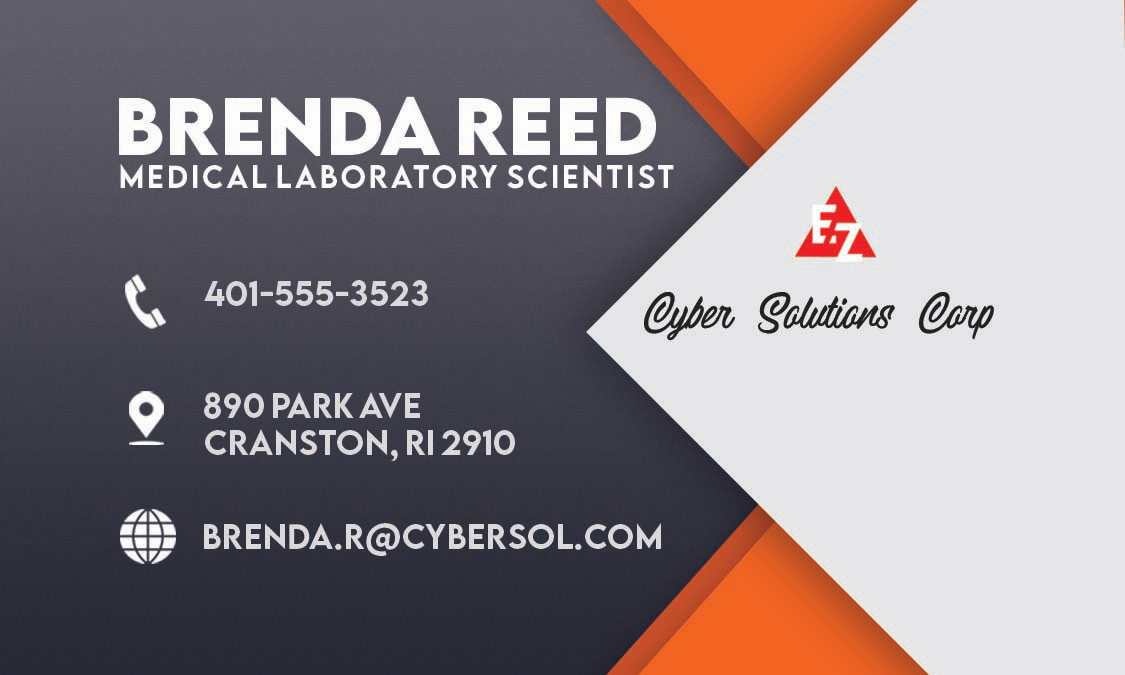 BRENDA REED
MEDICAL LABORATORY SCIENTIST
401-555-3523
890 PARK AVE
CRANSTON, RI 2910
BRENDA.R@CYBERSOL.COM
E.Z
Cyber Solutions Corp